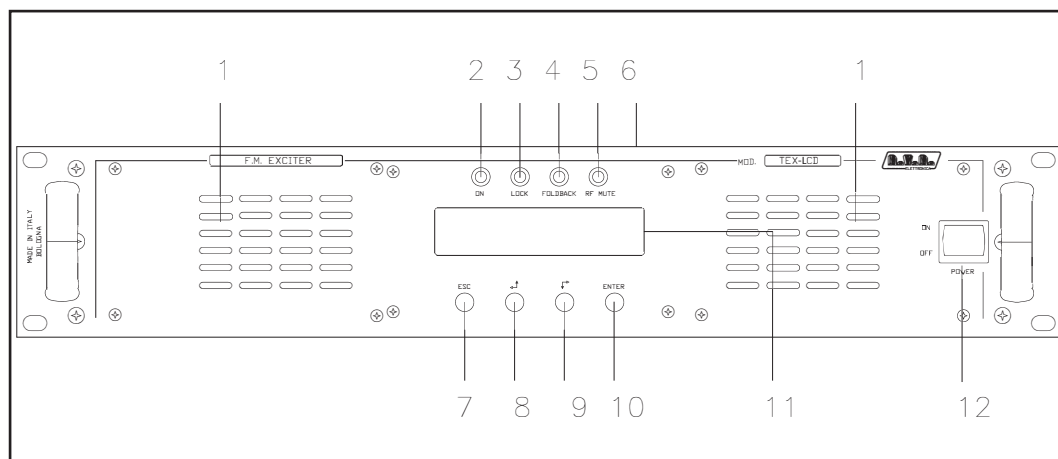 1 2 3 4 5 6 1
F.M. EXCITER
MOD. TEX-LCD
R.V.R.
ELETTRONICA
ON LOCK FOLDBACK RF MUTE
MADE IN ITALY
BOLOGNA
ON
OFF
POWER
ESC ENTER
7 8 9 10 11 12